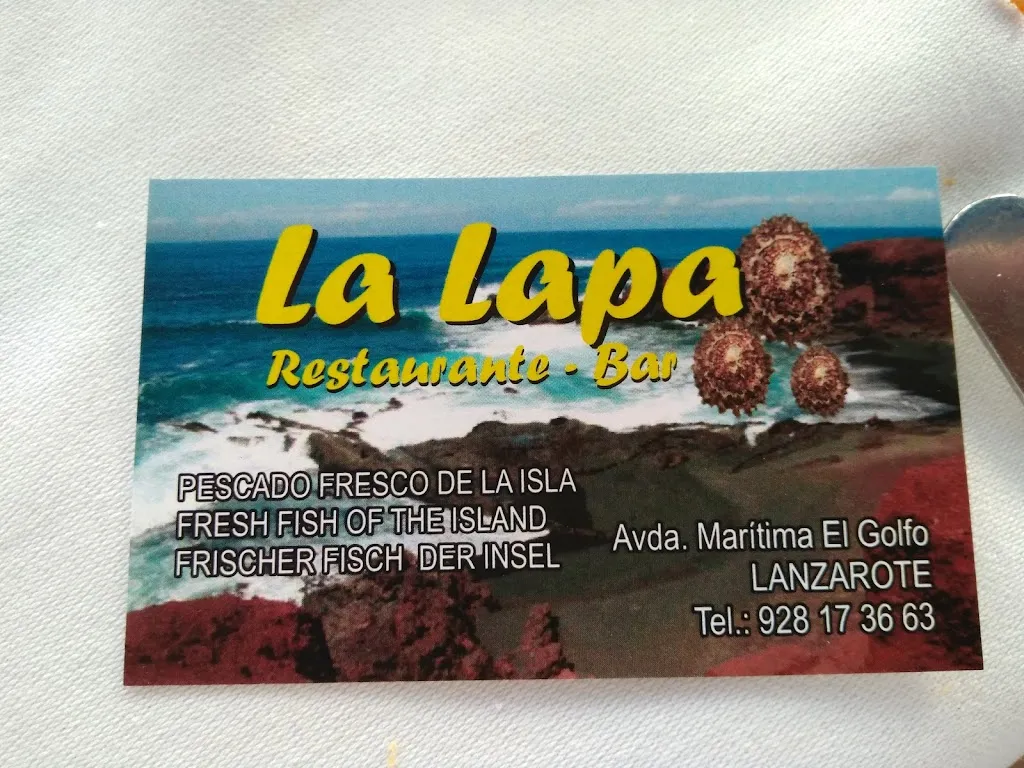 La Lapa
Restaurante - Bar
PESCADO FRESCO DE LA ISLA
FRESH FISH OF THE ISLAND
FRISCHER FISCH DER INSEL
Avda. Marítima El Golfo
LANZAROTE
Tel.: 928 17 36 63